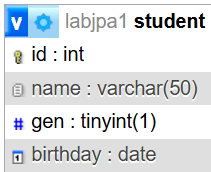 labjpa1 student
id : int
name : varchar(50)
gen : tinyint(1)
birthday : date